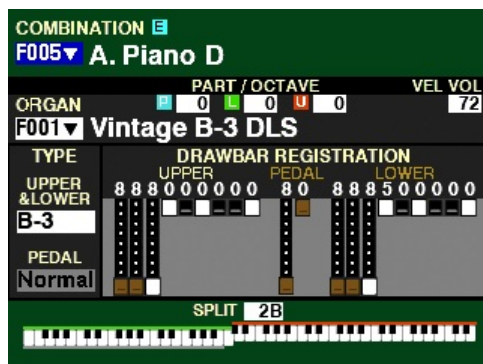 COMBINATION E
F005▼ A. Piano D
PART / OCTAVE VEL VOL
ORGAN P 0 L 0 U 0 72
F001▼ Vintage B-3 DLS
TYPE DRAWBAR REGISTRATION
UPPER PEDAL LOWER
UPPER &LOWER 888000000 80 888500000
B-3
PEDAL
Normal
SPLIT 2B